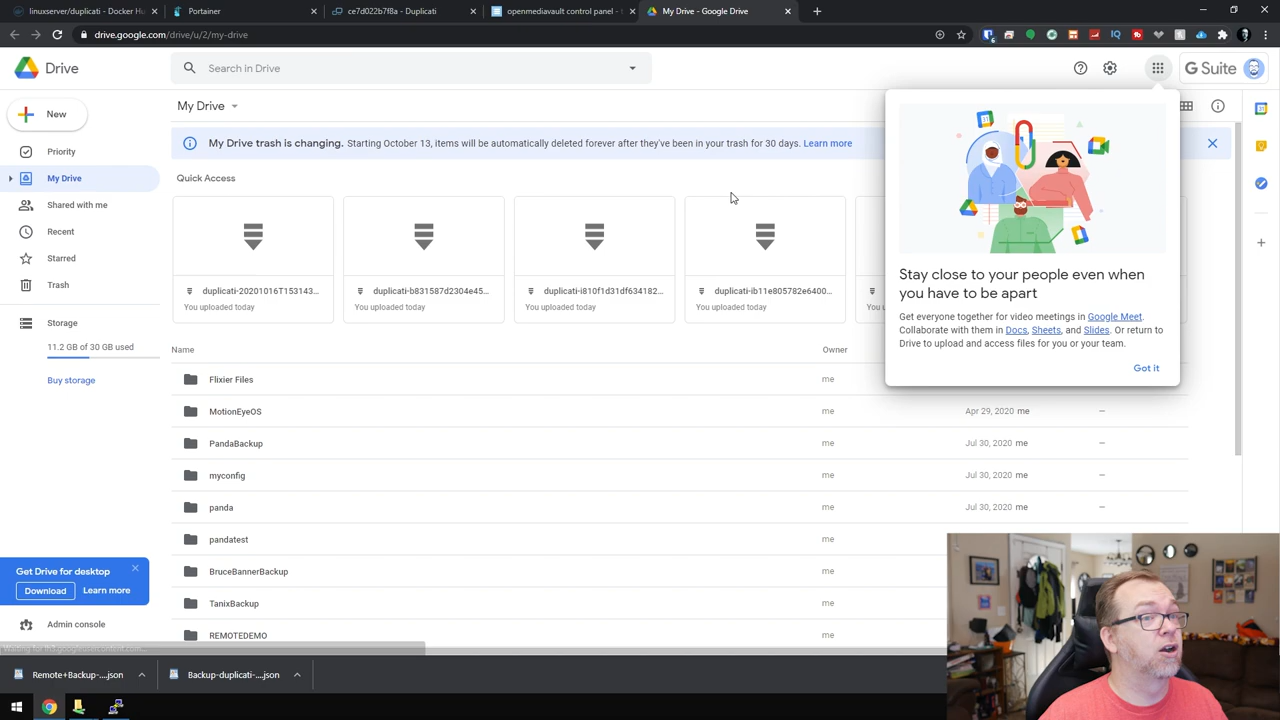 linuxserver/duplicati - Docker Hu
Portainer
ce7d022b7f8a - Duplicati
openmediavault control panel - t
My Drive - Google Drive
drive.google.com/drive/u/2/my-drive
Drive
Search in Drive
G Suite
New
My Drive
My Drive trash is changing. Starting October 13, items will be automatically deleted forever after they've been in your trash for 30 days. Learn more
Priority
My Drive
Shared with me
Recent
Starred
Trash
Storage
11.2 GB of 30 GB used
Buy storage
Quick Access
duplicati-20201016T153143...
You uploaded today
duplicati-b831587d2304e45...
You uploaded today
duplicati-i810f1d31df634182...
You uploaded today
duplicati-ib11e805782e6400...
You uploaded today
Stay close to your people even when
you have to be apart
Get everyone together for video meetings in Google Meet.
Collaborate with them in Docs, Sheets, and Slides. Or return to
Drive to upload and access files for you or your team.
Got it
Name
Owner
Flixier Files
me
MotionEyeOS
me
Apr 29, 2020 me
—
PandaBackup
me
Jul 30, 2020 me
—
myconfig
me
Jul 30, 2020 me
—
panda
me
Jul 30, 2020 me
—
pandatest
me
BruceBannerBackup
me
TanixBackup
me
REMOTEDEMO
me
Get Drive for desktop
Download
Learn more
Admin console
Waiting for lh3.googleusercontent.com...
Remote+Backup-....json
Backup-duplicati-....json